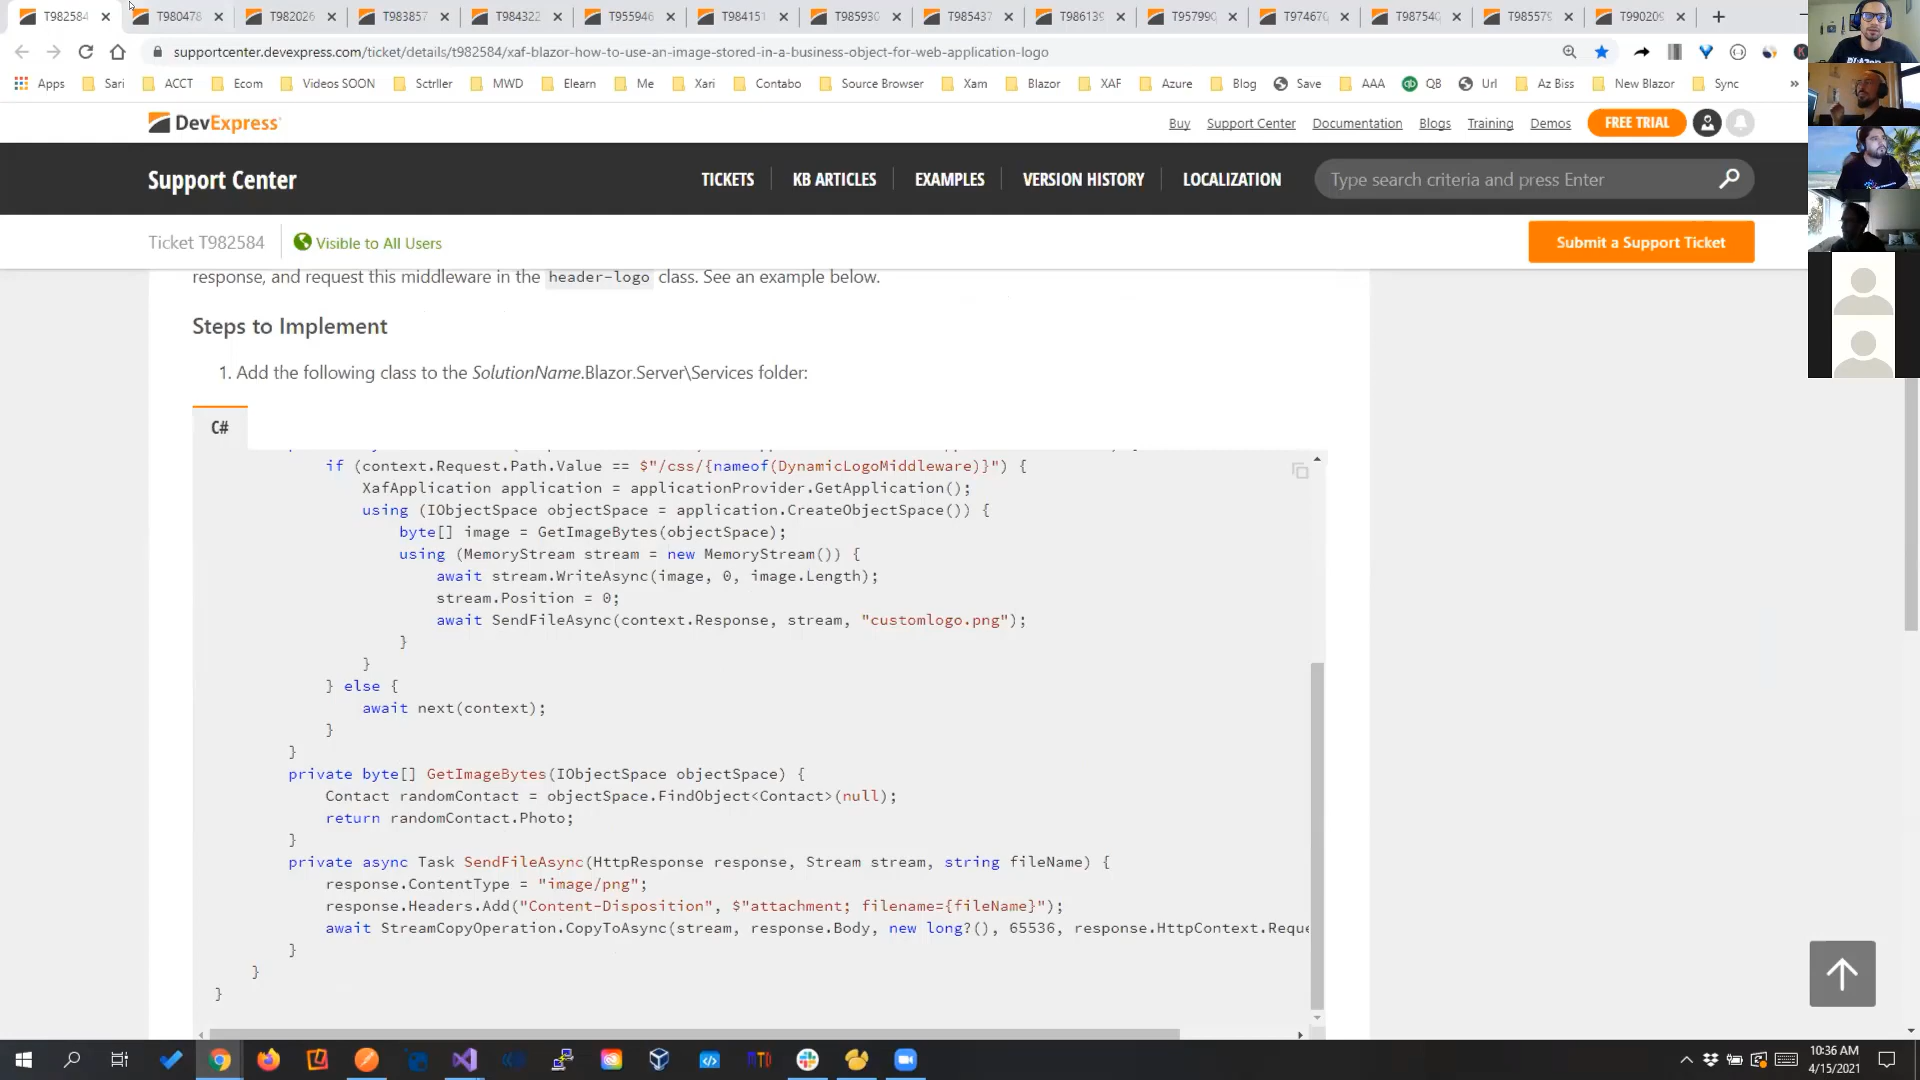 T982584
T980478
T982026
T983857
T984322
T955946
T984151
T985930
T985437
T986139
T957990
T974670
T987540
T985579
T990209
supportcenter.devexpress.com/ticket/details/t982584/xaf-blazor-how-to-use-an-image-stored-in-a-business-object-for-web-application-logo
Apps Sari ACCT Ecom Videos SOON Sctrller MWD Elearn Me Xari Contabo Source Browser Xam Blazor XAF Azure Blog Save AAA QB Url Az Biss New Blazor Sync »
DevExpress
Buy Support Center Documentation Blogs Training Demos FREE TRIAL
Support Center
TICKETS KB ARTICLES EXAMPLES VERSION HISTORY LOCALIZATION Type search criteria and press Enter
Ticket T982584 Visible to All Users Submit a Support Ticket
response, and request this middleware in the header-logo class. See an example below.
Steps to Implement
1. Add the following class to the SolutionName.Blazor.Server\Services folder:
C#
if (context.Request.Path.Value == $"/css/{nameof(DynamicLogoMiddleware)}") {
XafApplication application = applicationProvider.GetApplication();
using (IObjectSpace objectSpace = application.CreateObjectSpace()) {
byte[] image = GetImageBytes(objectSpace);
using (MemoryStream stream = new MemoryStream()) {
await stream.WriteAsync(image, 0, image.Length);
stream.Position = 0;
await SendFileAsync(context.Response, stream, "customlogo.png");
}
}
} else {
await next(context);
}
}
private byte[] GetImageBytes(IObjectSpace objectSpace) {
Contact randomContact = objectSpace.FindObject<Contact>(null);
return randomContact.Photo;
}
private async Task SendFileAsync(HttpResponse response, Stream stream, string fileName) {
response.ContentType = "image/png";
response.Headers.Add("Content-Disposition", $"attachment; filename={fileName}");
await StreamCopyOperation.CopyToAsync(stream, response.Body, new long?(), 65536, response.HttpContext.Reque
}
}
}
10:36 AM
4/15/2021